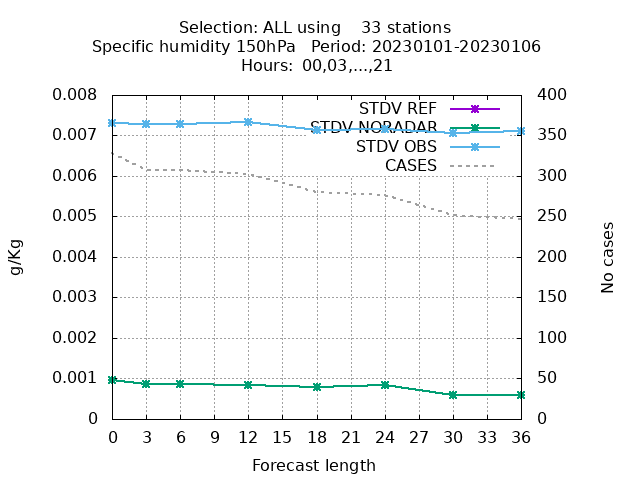 Selection: ALL using    33 stations
Specific humidity 150hPa   Period: 20230101-20230106
Hours:  00,03,...,21
0.008 400
STDV REF
STDV NORADAR
0.007 350
STDV OBS
CASES
0.006 300
0.005 250
g/Kg
No cases
0.004 200
0.003 150
0.002 100
0.001 50
0 0
0 3 6 9 12 15 18 21 24 27 30 33 36
Forecast length